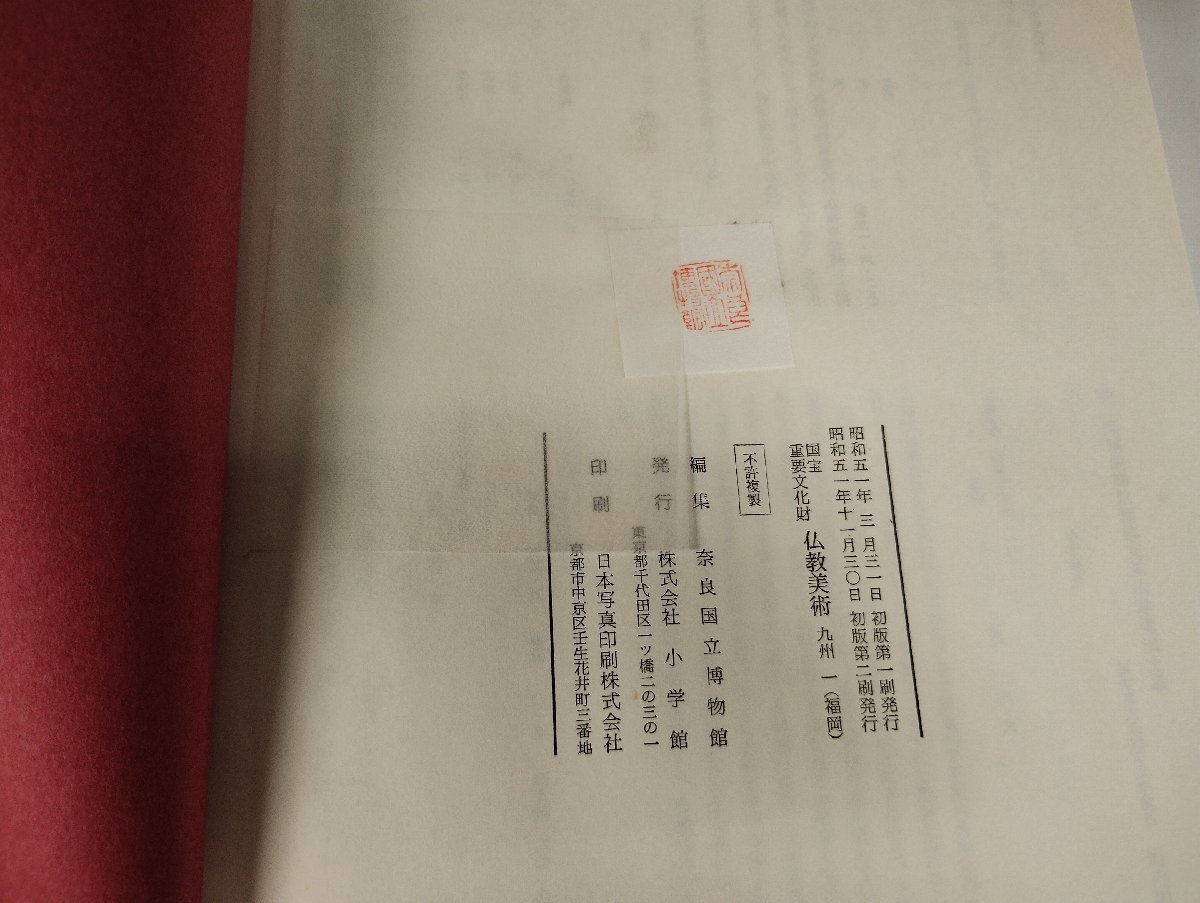 昭和五一年 三 月三一日 初版第一刷発行
昭和五一年十一月三〇日 初版第二刷発行
国宝
重要文化財 仏教美術 九州 一（福岡）
不許複製
編集 奈良国立博物館
発行 株式会社 小学館
東京都千代田区一ツ橋二の三の一
印刷 日本写真印刷株式会社
京都市中京区壬生花井町三番地